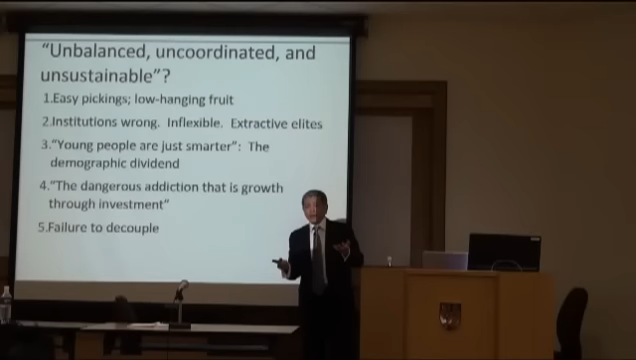 “Unbalanced, uncoordinated, and
unsustainable”?
1.Easy pickings; low-hanging fruit
2.Institutions wrong.  Inflexible.  Extractive elites
3.“Young people are just smarter”:  The
demographic dividend
4.“The dangerous addiction that is growth
through investment”
5.Failure to decouple